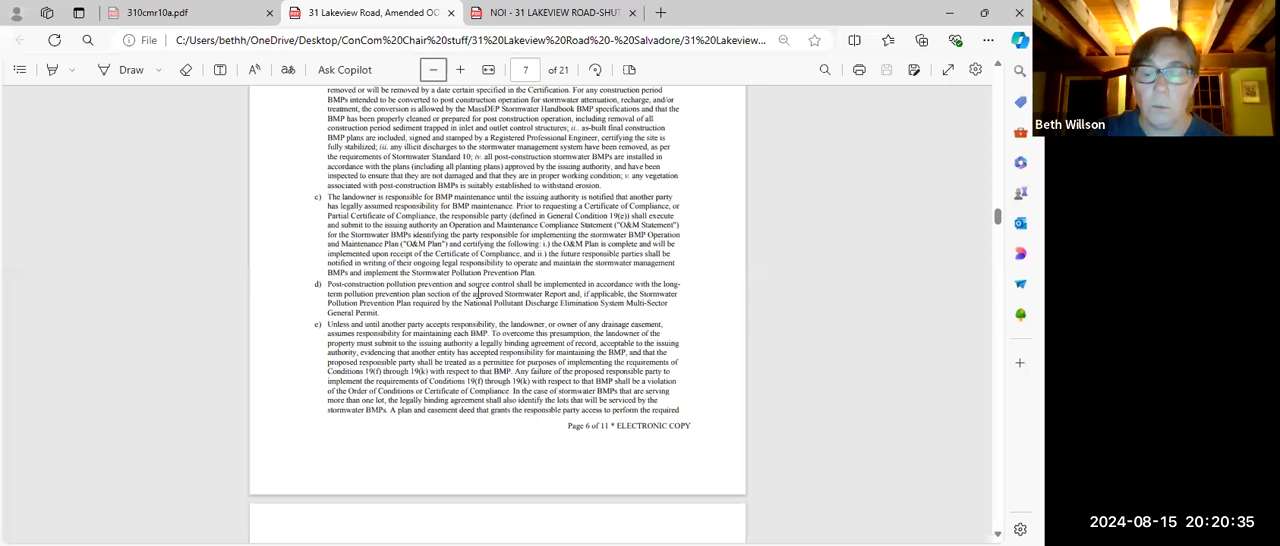 310cmr10a.pdf
31 Lakeview Road, Amended OO
NOI - 31 LAKEVIEW ROAD-SHUT
File
C:/Users/bethh/OneDrive/Desktop/ConCom%20Chair%20stuff/31%20Lakeview%20Road%20-%20Salvadore/31%20Lakeview...
Draw
Ask Copilot
7
of 21
removed or will be removed by a date certain specified in the Certification. For any construction period
BMPs intended to be converted to post construction operation for stormwater attenuation, recharge, and/or
treatment, the conversion is allowed by the MassDEP Stormwater Handbook BMP specifications and that the
BMP has been properly cleaned or prepared for post construction operation, including removal of all
construction period sediment trapped in inlet and outlet control structures; ii.. as-built final construction
BMP plans are included, signed and stamped by a Registered Professional Engineer, certifying the site is
fully stabilized; iii. any illicit discharges to the stormwater management system have been removed, as per
the requirements of Stormwater Standard 10; iv. all post-construction stormwater BMPs are installed in
accordance with the plans (including all planting plans) approved by the issuing authority, and have been
inspected to ensure that they are not damaged and that they are in proper working condition; v. any vegetation
associated with post-construction BMPs is suitably established to withstand erosion.
c) The landowner is responsible for BMP maintenance until the issuing authority is notified that another party
has legally assumed responsibility for BMP maintenance. Prior to requesting a Certificate of Compliance, or
Partial Certificate of Compliance, the responsible party (defined in General Condition 19(e)) shall execute
and submit to the issuing authority an Operation and Maintenance Compliance Statement ("O&M Statement")
for the Stormwater BMPs identifying the party responsible for implementing the stormwater BMP Operation
and Maintenance Plan ("O&M Plan") and certifying the following: i.) the O&M Plan is complete and will be
implemented upon receipt of the Certificate of Compliance, and ii.) the future responsible parties shall be
notified in writing of their ongoing legal responsibility to operate and maintain the stormwater management
BMPs and implement the Stormwater Pollution Prevention Plan.
d) Post-construction pollution prevention and source control shall be implemented in accordance with the long-
term pollution prevention plan section of the approved Stormwater Report and, if applicable, the Stormwater
Pollution Prevention Plan required by the National Pollutant Discharge Elimination System Multi-Sector
General Permit.
e) Unless and until another party accepts responsibility, the landowner, or owner of any drainage easement,
assumes responsibility for maintaining each BMP. To overcome this presumption, the landowner of the
property must submit to the issuing authority a legally binding agreement of record, acceptable to the issuing
authority, evidencing that another entity has accepted responsibility for maintaining the BMP, and that the
proposed responsible party shall be treated as a permittee for purposes of implementing the requirements of
Conditions 19(f) through 19(k) with respect to that BMP. Any failure of the proposed responsible party to
implement the requirements of Conditions 19(f) through 19(k) with respect to that BMP shall be a violation
of the Order of Conditions or Certificate of Compliance. In the case of stormwater BMPs that are serving
more than one lot, the legally binding agreement shall also identify the lots that will be serviced by the
stormwater BMPs. A plan and easement deed that grants the responsible party access to perform the required
Page 6 of 11 * ELECTRONIC COPY
Beth Willson
2024-08-15 20:20:35